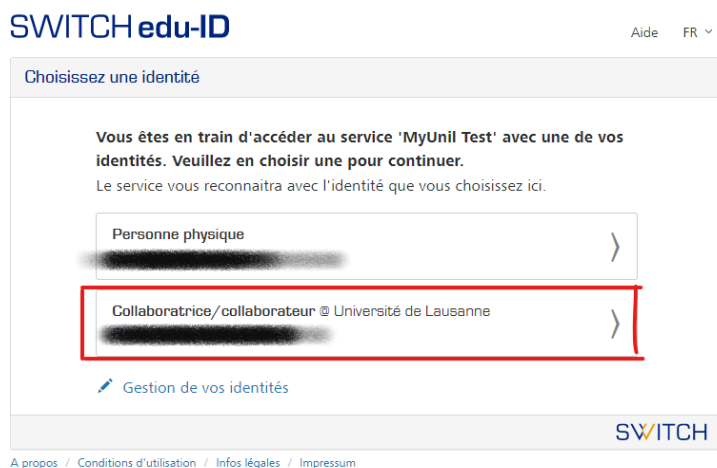 SWITCH edu-ID
Aide FR
Choisissez une identité
Vous êtes en train d'accéder au service 'MyUnil Test' avec une de vos
identités. Veuillez en choisir une pour continuer.
Le service vous reconnaitra avec l'identité que vous choisissez ici.
Personne physique
Collaboratrice/collaborateur @ Université de Lausanne
Gestion de vos identités
SWITCH
A propos / Conditions d'utilisation / Infos légales / Impressum